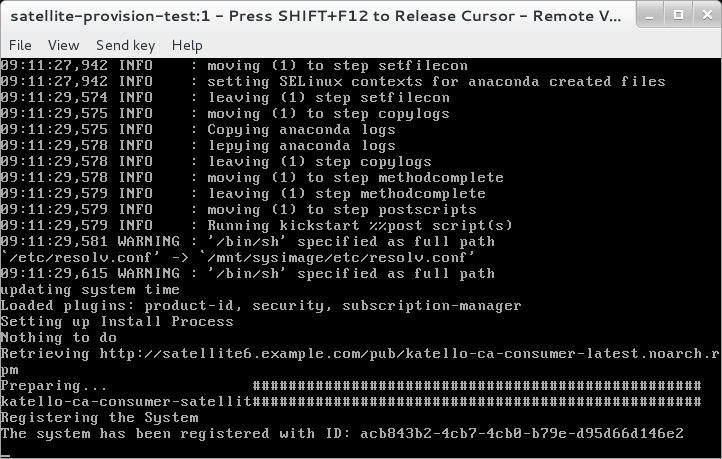 satellite-provision-test:1 - Press SHIFT+F12 to Release Cursor - Remote V...
File View Send key Help
09:11:27,942 INFO    : moving (1) to step setfilecon
09:11:27,942 INFO    : setting SELinux contexts for anaconda created files
09:11:29,574 INFO    : leaving (1) step setfilecon
09:11:29,575 INFO    : moving (1) to step copylogs
09:11:29,575 INFO    : Copying anaconda logs
09:11:29,578 INFO    : lepying anaconda logs
09:11:29,578 INFO    : leaving (1) step copylogs
09:11:29,578 INFO    : moving (1) to step methodcomplete
09:11:29,579 INFO    : leaving (1) step methodcomplete
09:11:29,579 INFO    : moving (1) to step postscripts
09:11:29,579 INFO    : Running kickstart %%post script(s)
09:11:29,581 WARNING : '/bin/sh' specified as full path
`/etc/resolv.conf' -> `/mnt/sysimage/etc/resolv.conf'
09:11:29,615 WARNING : '/bin/sh' specified as full path
updating system time
Loaded plugins: product-id, security, subscription-manager
Setting up Install Process
Nothing to do
Retrieving http://satellite6.example.com/pub/katello-ca-consumer-latest.noarch.r
pm
Preparing...                ##################################################
katello-ca-consumer-satellit##################################################
Registering the System
The system has been registered with ID: acb843b2-4cb7-4cb0-b79e-d95d66d146e2
_